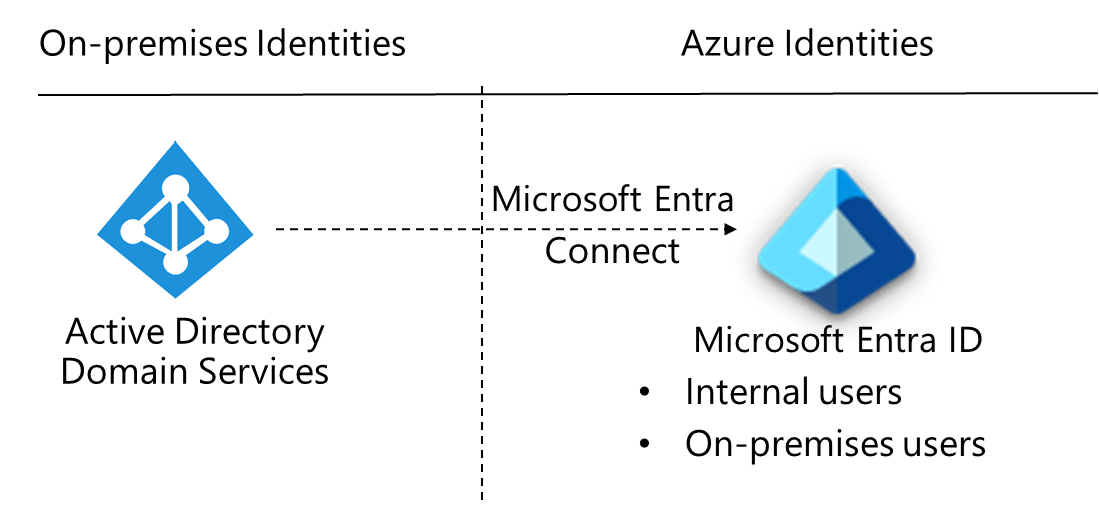 On-premises Identities
Azure Identities
Microsoft Entra
Connect
Active Directory
Domain Services
Microsoft Entra ID
• Internal users
• On-premises users